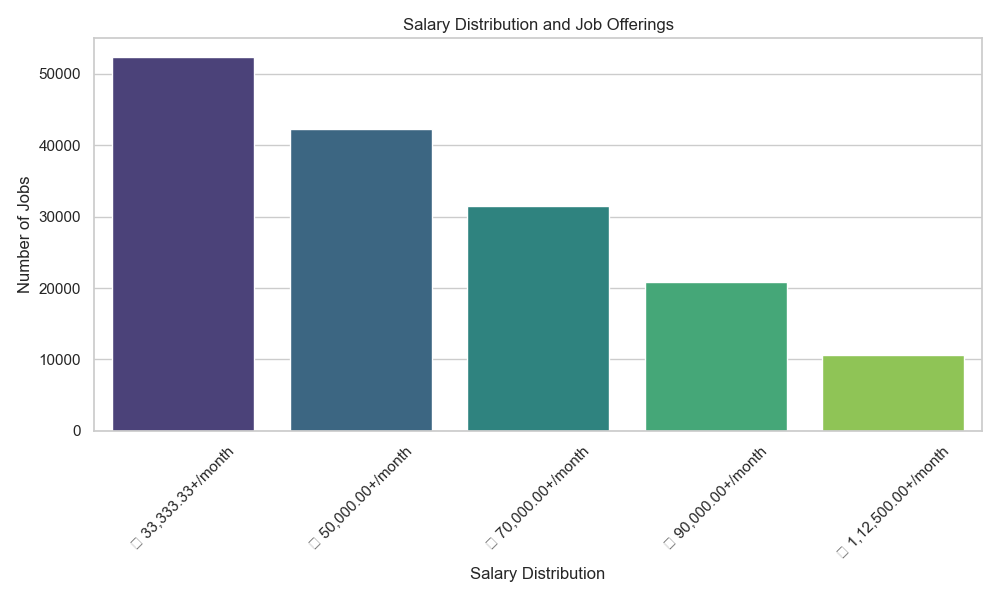 Salary Distribution and Job Offerings
Number of Jobs
50000
40000
30000
20000
10000
0
33,333.33+/month
50,000.00+/month
70,000.00+/month
90,000.00+/month
1,12,500.00+/month
Salary Distribution